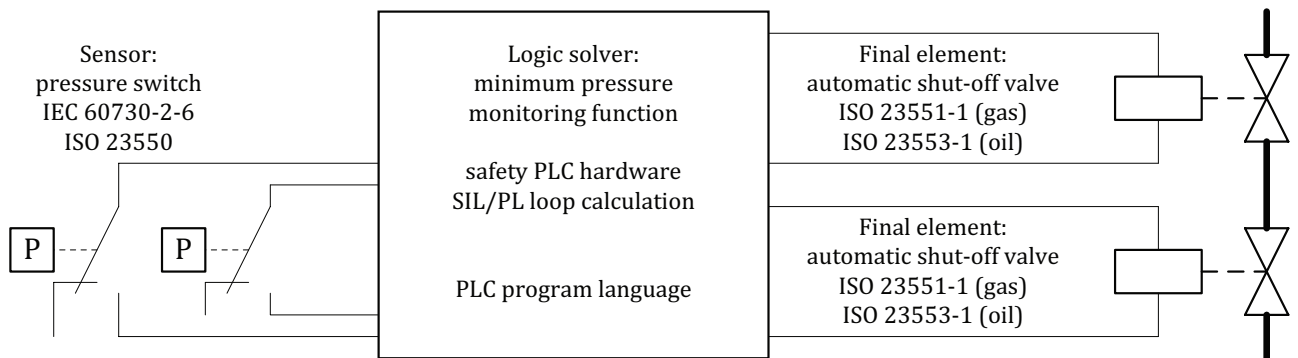 Sensor:
pressure switch
IEC 60730-2-6
ISO 23550
P
P
Logic solver:
minimum pressure
monitoring function
safety PLC hardware
SIL/PL loop calculation
PLC program language
Final element:
automatic shut-off valve
ISO 23551-1 (gas)
ISO 23553-1 (oil)
Final element:
automatic shut-off valve
ISO 23551-1 (gas)
ISO 23553-1 (oil)